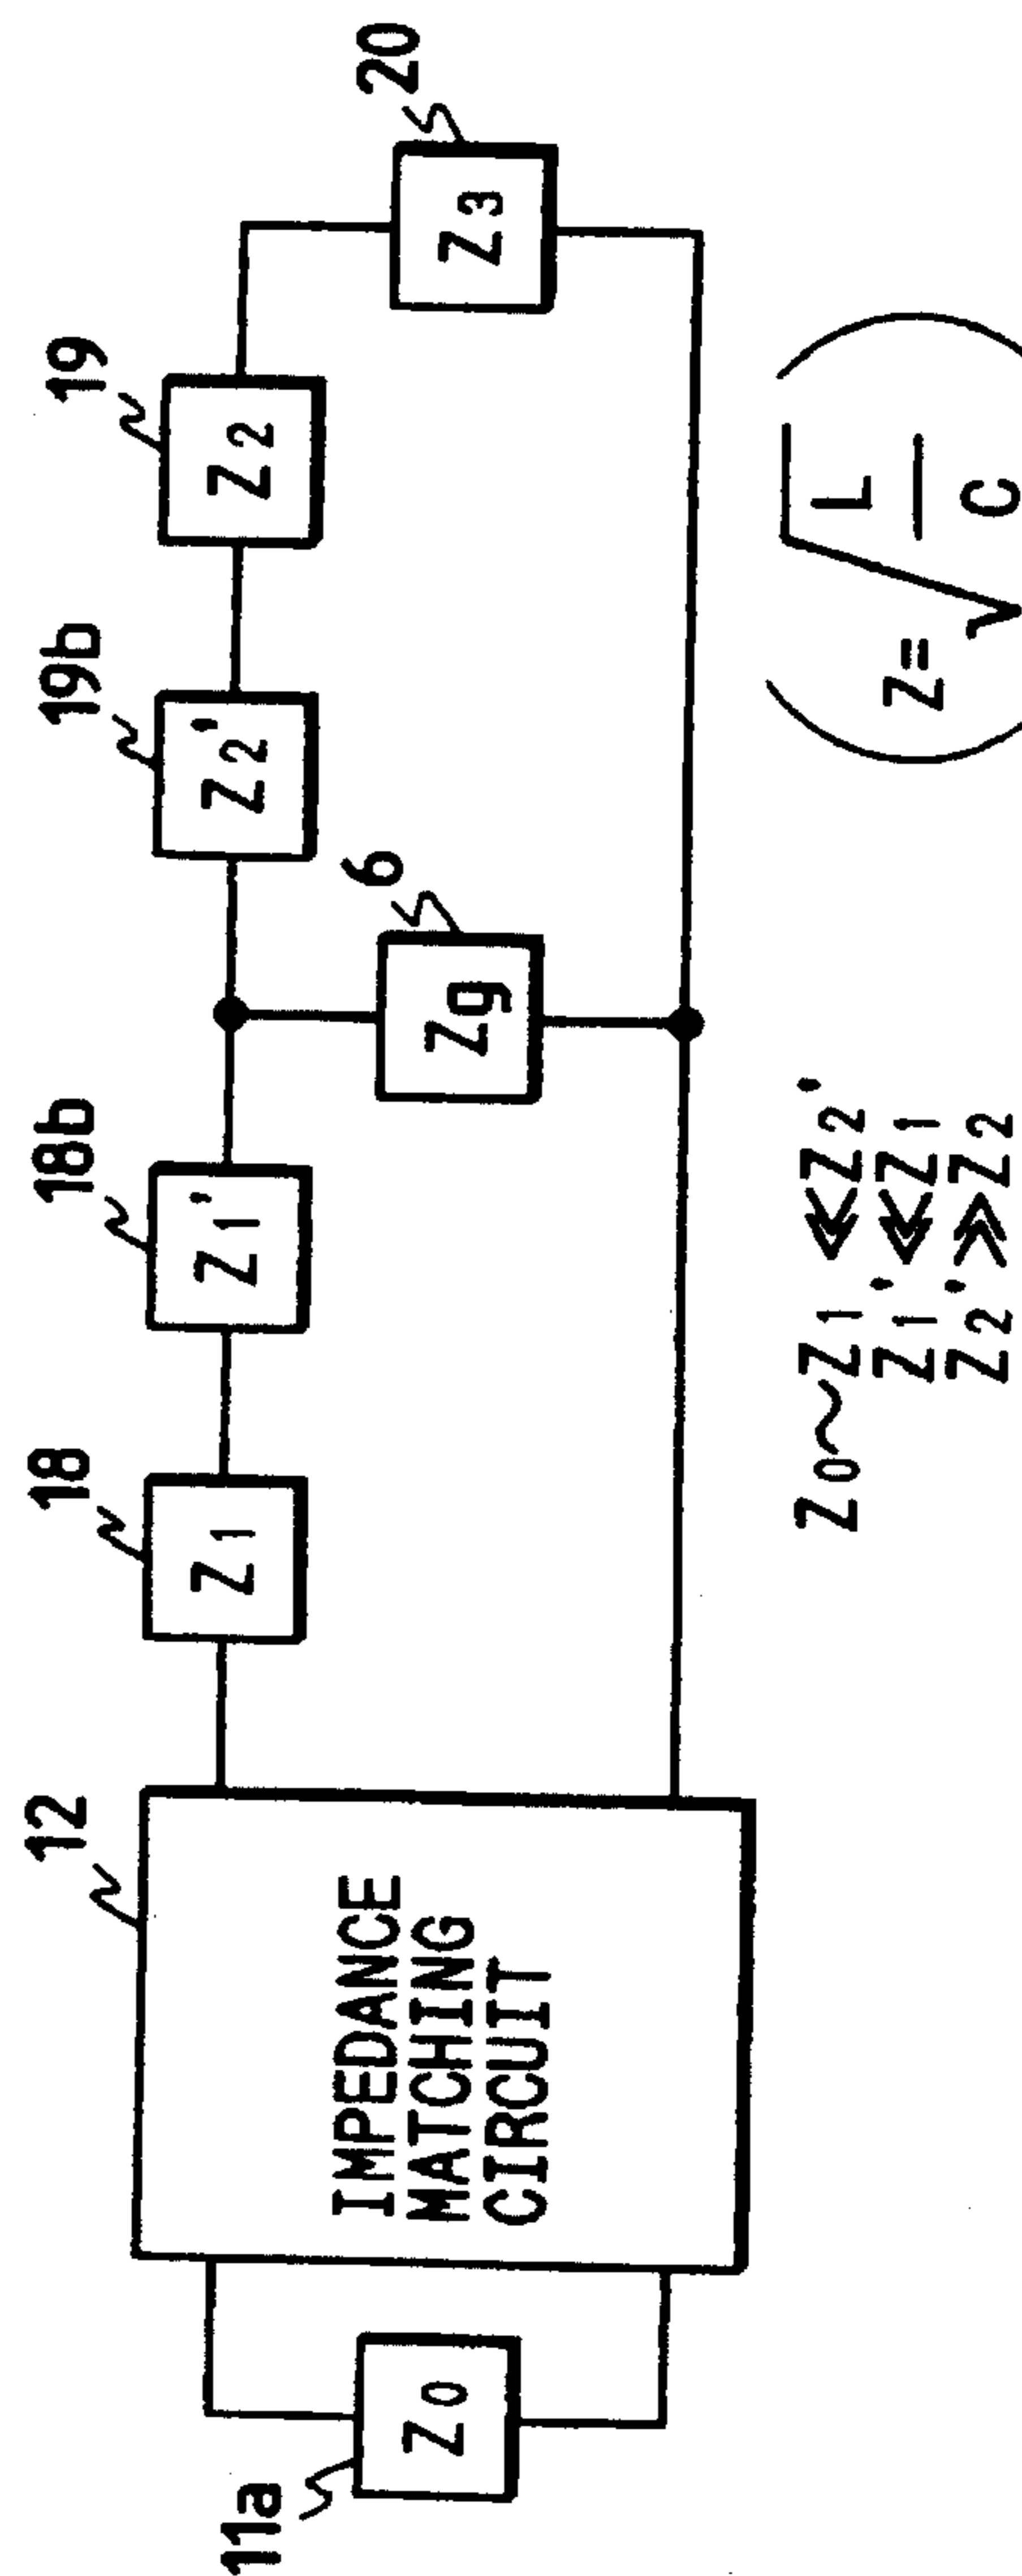 11a
Z0
12
IMPEDANCE
MATCHING
CIRCUIT
18
Z1
18b
Z1'
6
Zg
19b
Z2'
19
Z2
20
Z3
Z0~Z1≪Z2'
Z1'≪Z1
Z2'≫Z2
(Z=√L/C)